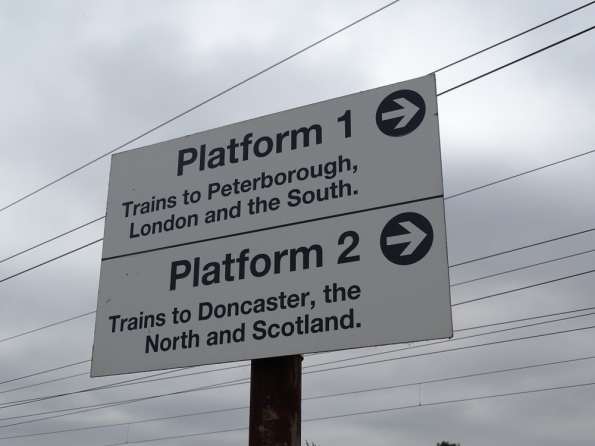 Platform 1
Trains to Peterborough,
London and the South.
Platform 2
Trains to Doncaster, the
North and Scotland.